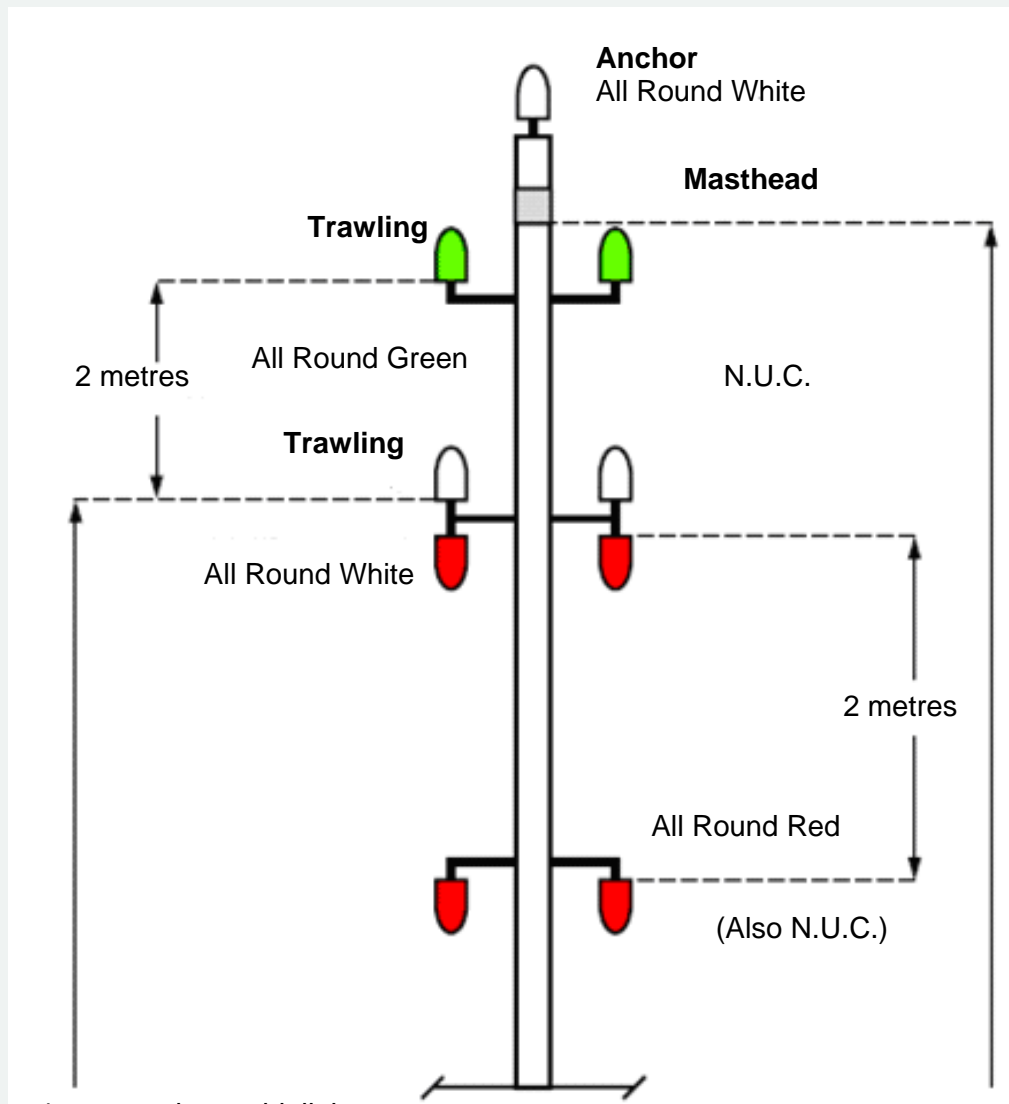 Anchor
All Round White
Masthead
Trawling
All Round Green
2 metres
N.U.C.
Trawling
All Round White
2 metres
All Round Red
(Also N.U.C.)